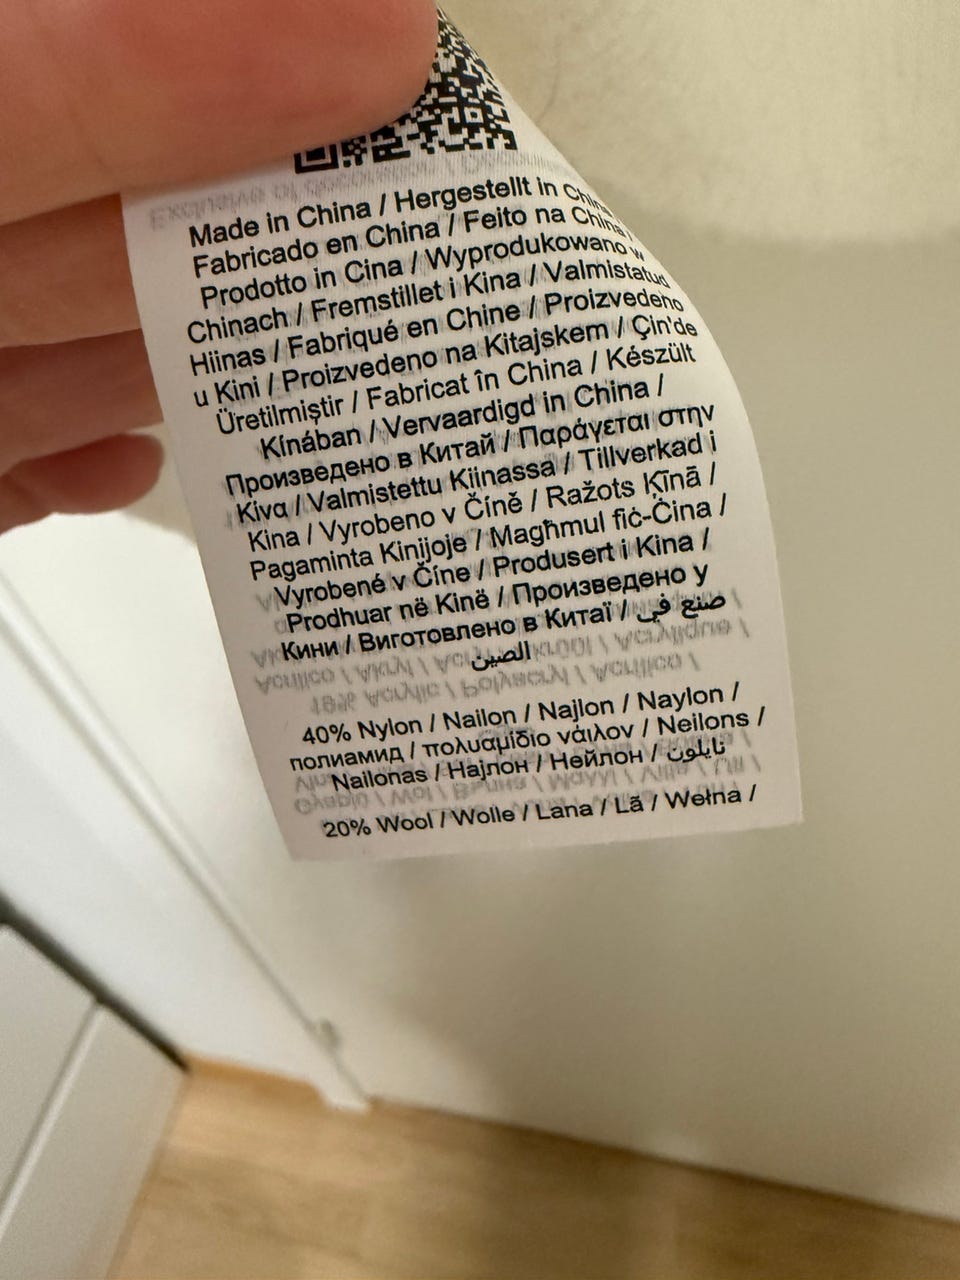 Made in China / Hergestellt in China
Fabricado en China / Feito na China /
Prodotto in Cina / Wyprodukowano w
Chinach / Fremstillet i Kina / Valmistatud
Hiinas / Fabriqué en Chine / Proizvedeno
u Kini / Proizvedeno na Kitajskem / Çin'de
Üretilmiştir / Fabricat în China / Készült
Kínában / Vervaardigd in China /
Произведено в Китай / Παράγεται στην
Κινα / Valmistettu Kiinassa / Tillverkad i
Kina / Vyrobeno v Číně / Ražots Ķīnā /
Pagaminta Kinijoje / Magħmul fiċ-Ċina /
Vyrobené v Číne / Produsert i Kina /
Prodhuar në Kinë / Произведено у
Кини / Виготовлено в Китаї / صنع في
الصين
40% Nylon / Nailon / Najlon / Naylon /
полиамид / πολυαμίδιο νάιλον / Neilons /
Nailonas / Најлон / Нейлон / نايلون
20% Wool / Wolle / Lana / Lã / Wełna /